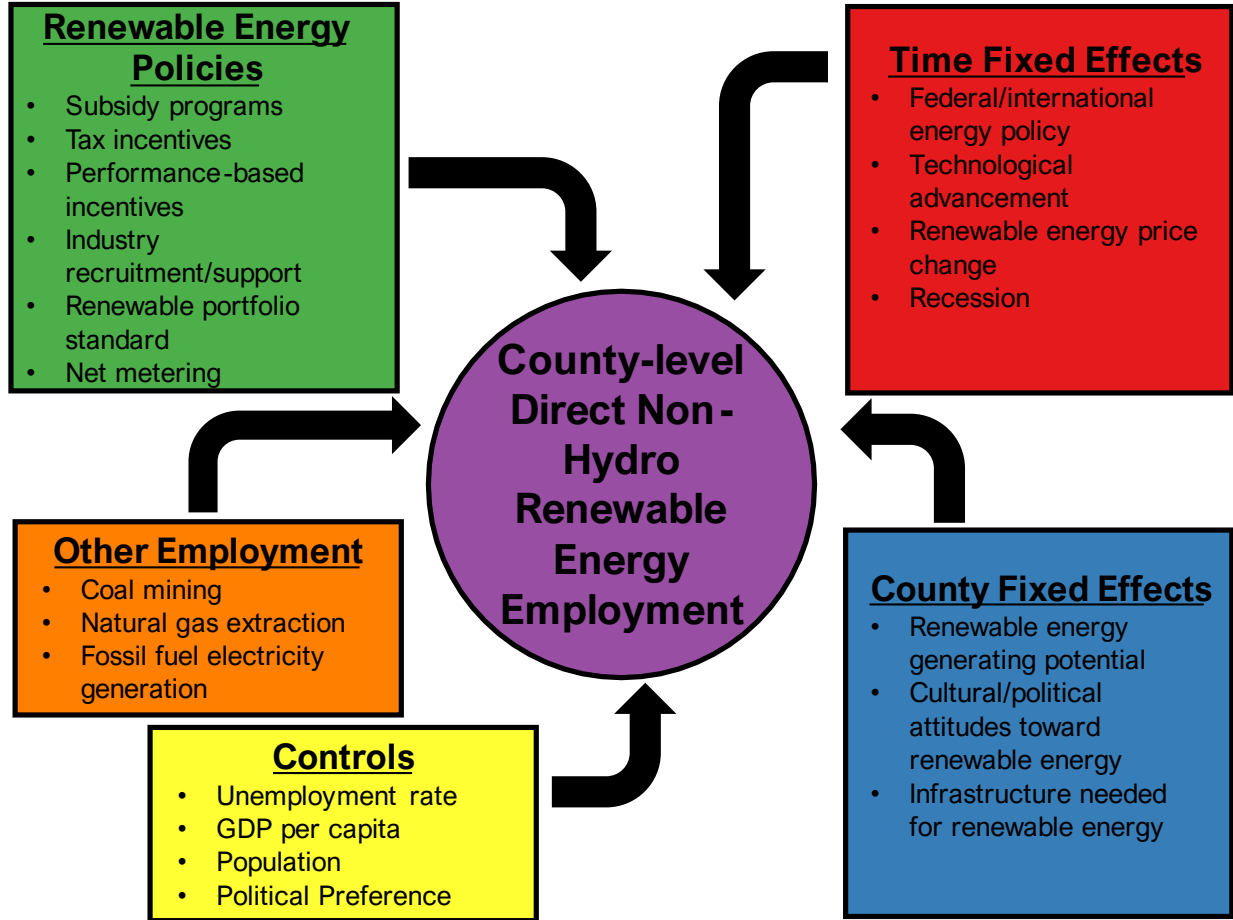 Renewable Energy
Policies
• Subsidy programs
• Tax incentives
• Performance-based
incentives
• Industry
recruitment/support
• Renewable portfolio
standard
• Net metering
Time Fixed Effects
• Federal/international
energy policy
• Technological
advancement
• Renewable energy price
change
• Recession
County-level
Direct Non-
Hydro
Renewable
Energy
Employment
Other Employment
• Coal mining
• Natural gas extraction
• Fossil fuel electricity
generation
County Fixed Effects
• Renewable energy
generating potential
• Cultural/political
attitudes toward
renewable energy
• Infrastructure needed
for renewable energy
Controls
• Unemployment rate
• GDP per capita
• Population
• Political Preference